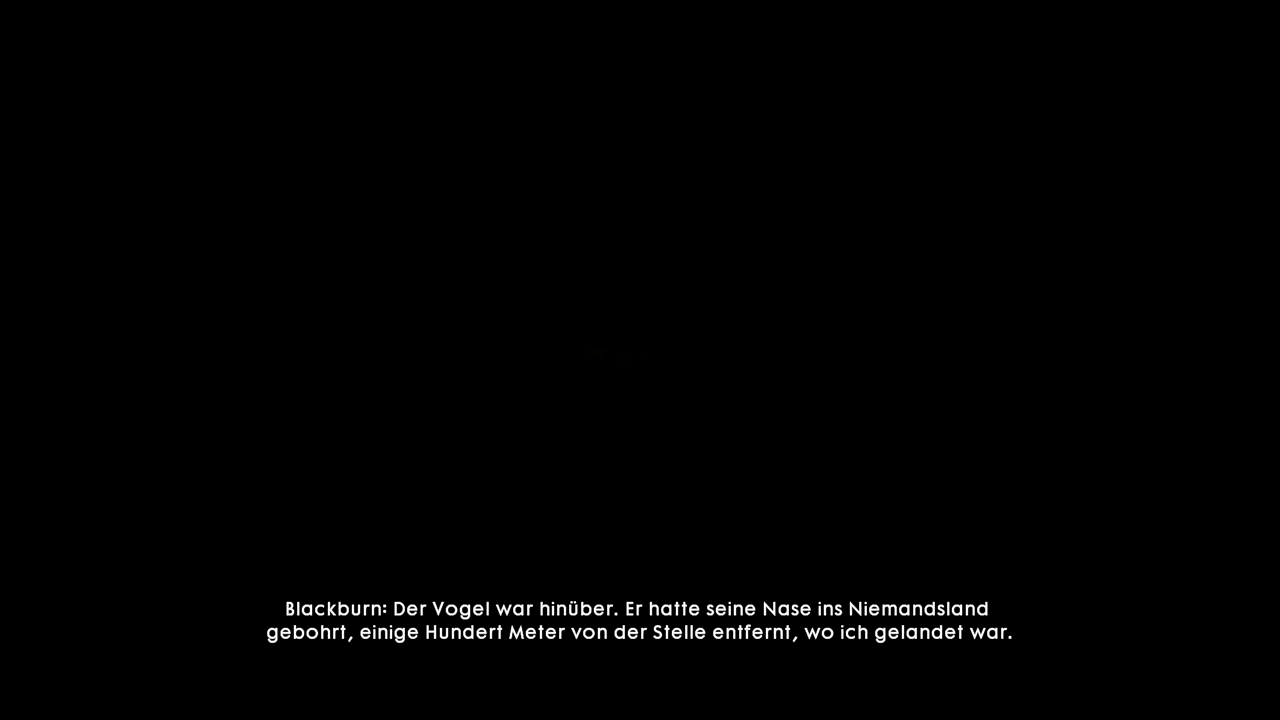 Blackburn: Der Vogel war hinüber. Er hatte seine Nase ins Niemandsland
gebohrt, einige Hundert Meter von der Stelle entfernt, wo ich gelandet war.